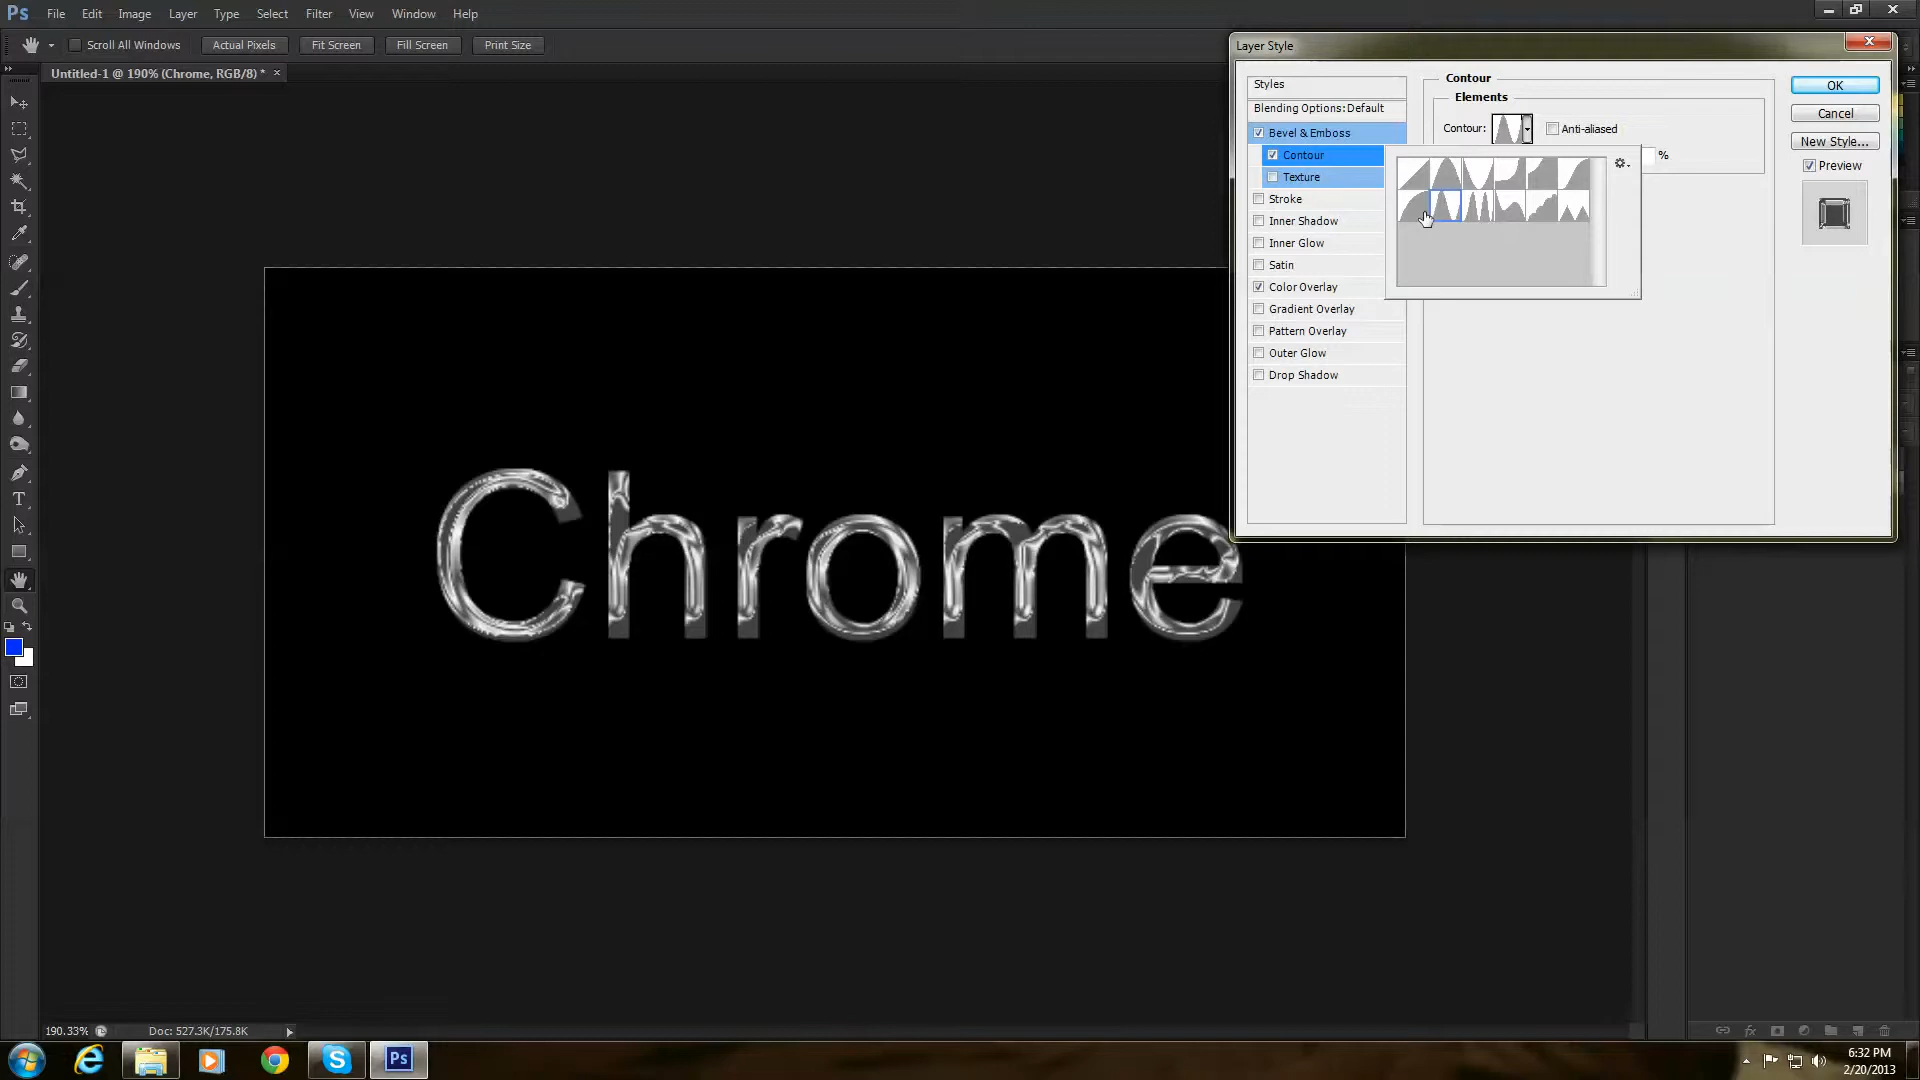 Ps File Edit Image Layer Type Select Filter View Window Help
Scroll All Windows Actual Pixels Fit Screen Fill Screen Print Size
Untitled-1 @ 190% (Chrome, RGB/8) * ×
Layer Style
Styles
Blending Options:Default
Bevel & Emboss
Contour
Texture
Stroke
Inner Shadow
Inner Glow
Satin
Color Overlay
Gradient Overlay
Pattern Overlay
Outer Glow
Drop Shadow
Contour
Elements
Contour:
Anti-aliased
%
OK
Cancel
New Style...
Preview
Chrome
T
190.33% Doc: 527.3K/175.8K
fx
S
Ps
6:32 PM
2/20/2013